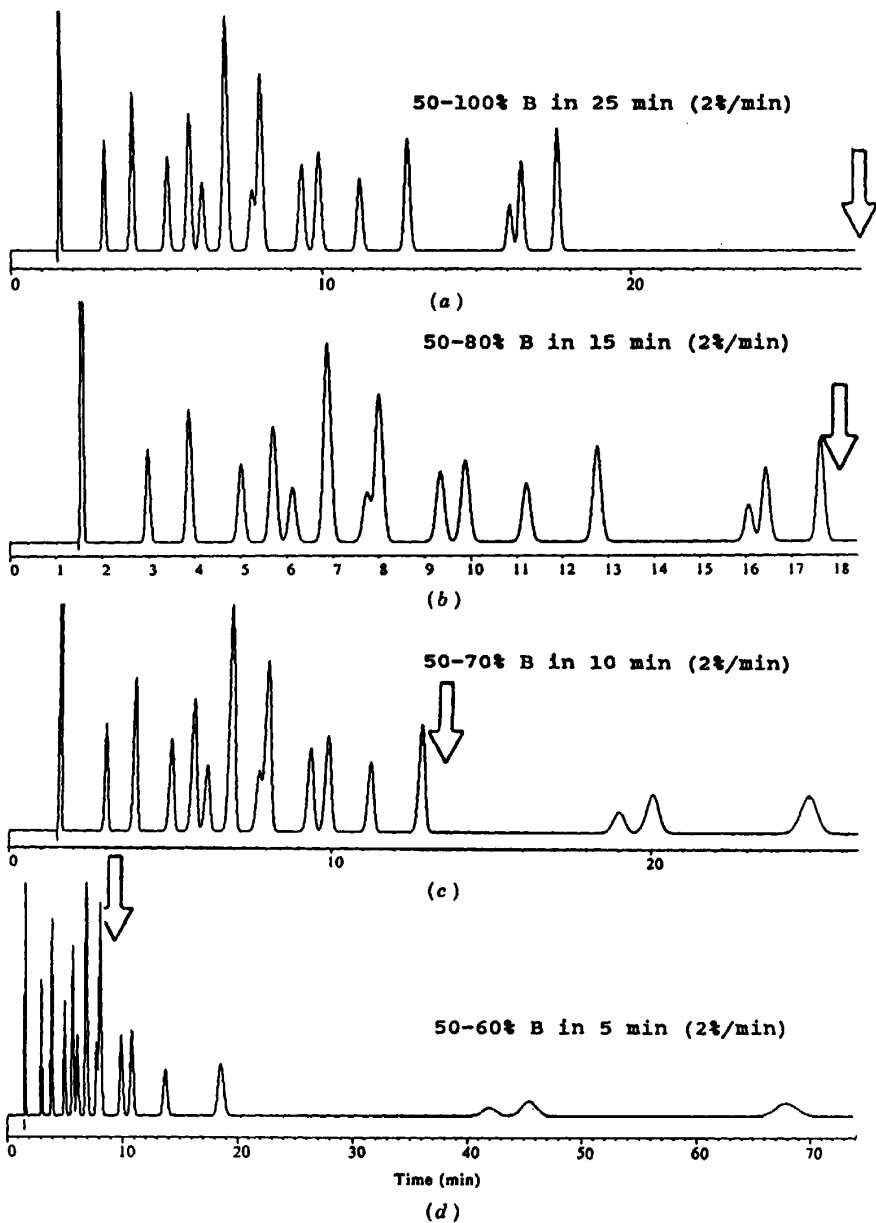 50-100% B in 25 min (2%/min)
0 10 20
(a)
50-80% B in 15 min (2%/min)
0 1 2 3 4 5 6 7 8 9 10 11 12 13 14 15 16 17 18
(b)
50-70% B in 10 min (2%/min)
0 10 20
(c)
50-60% B in 5 min (2%/min)
0 10 20 30 40 50 60 70
Time (min)
(d)